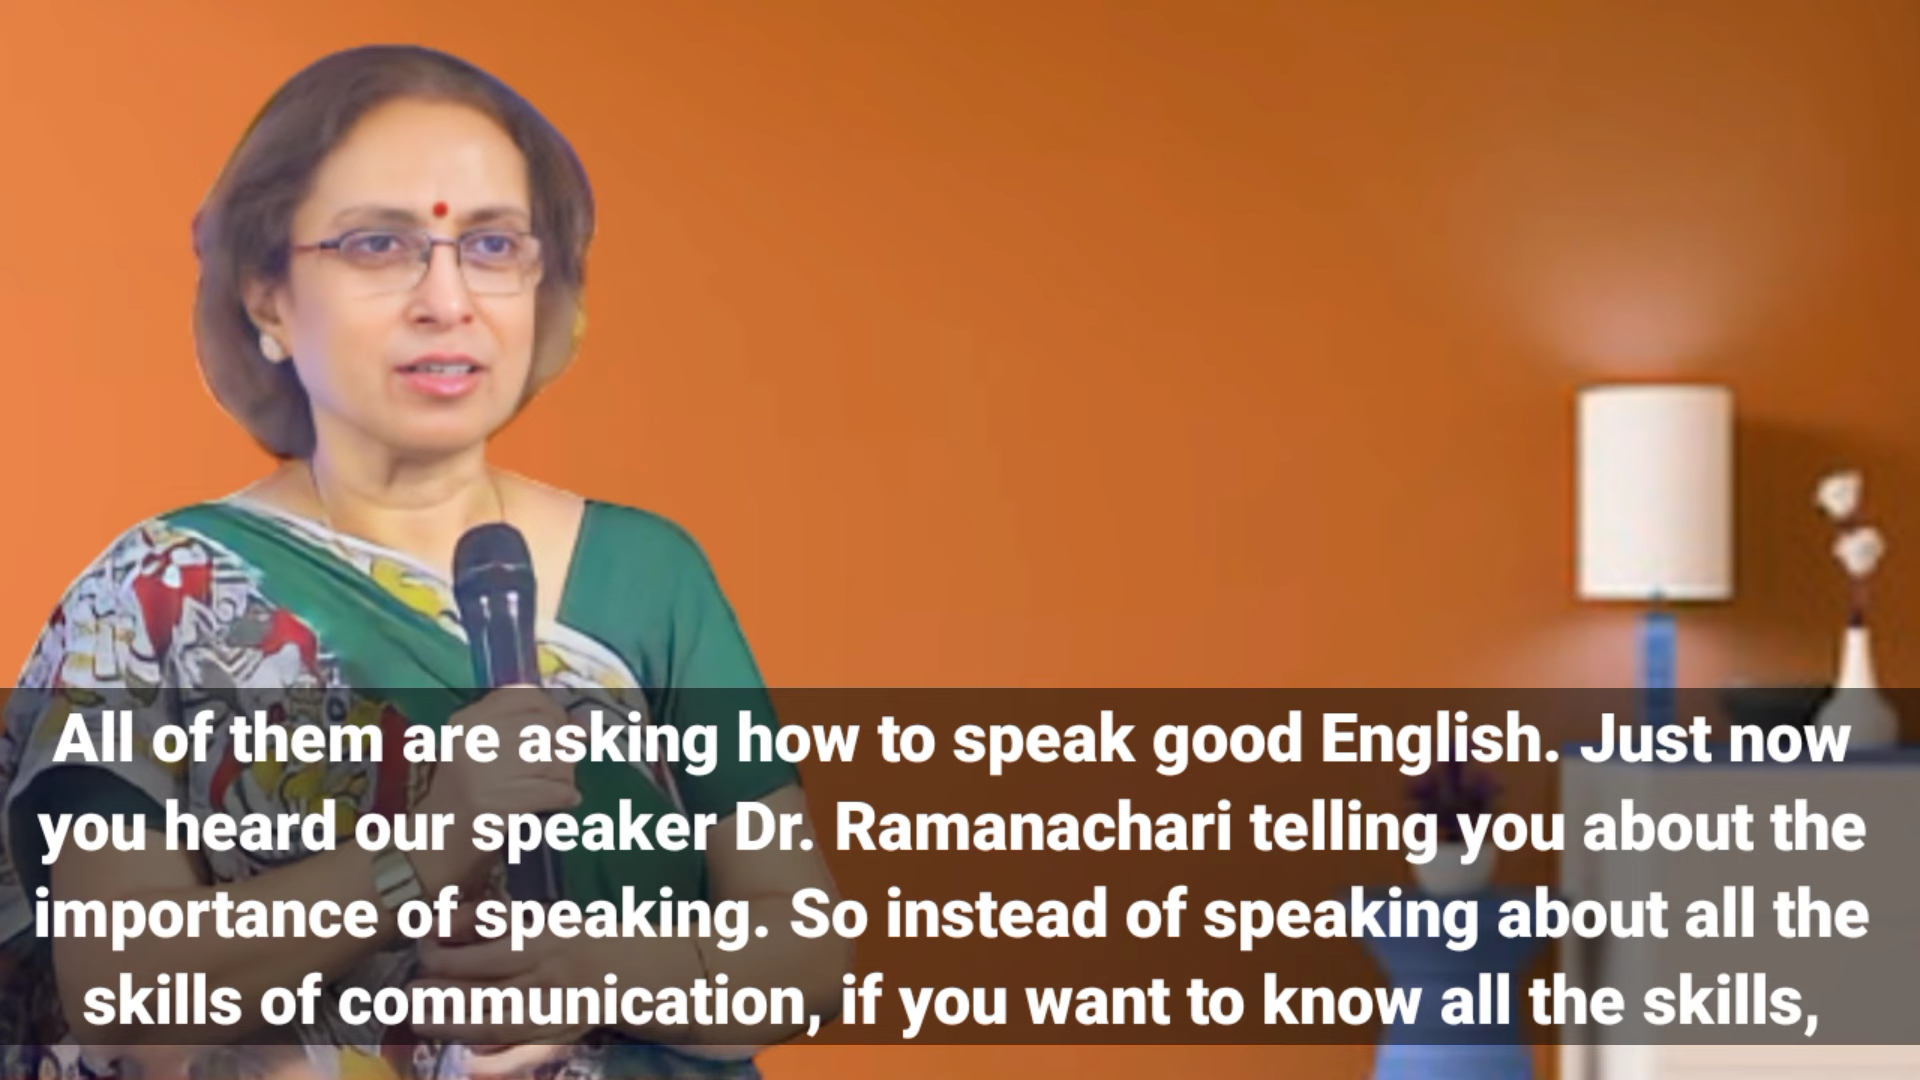 All of them are asking how to speak good English. Just now
you heard our speaker Dr. Ramanachari telling you about the
importance of speaking. So instead of speaking about all the
skills of communication, if you want to know all the skills,